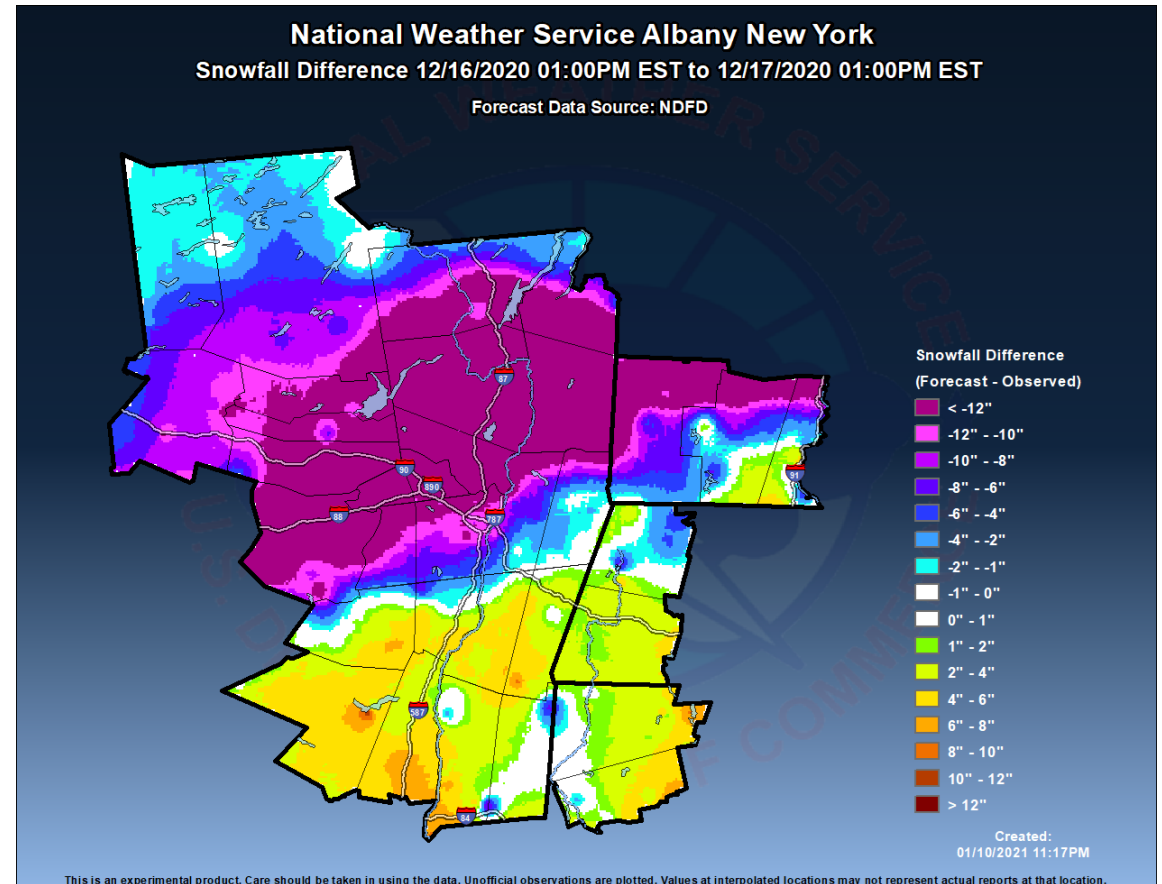 National Weather Service Albany New York
Snowfall Difference 12/16/2020 01:00PM EST to 12/17/2020 01:00PM EST
Forecast Data Source: NDFD
87
90
890
88
787
91
587
84
Snowfall Difference
(Forecast - Observed)
< -12"
-12" - -10"
-10" - -8"
-8" - -6"
-6" - -4"
-4" - -2"
-2" - -1"
-1" - 0"
0" - 1"
1" - 2"
2" - 4"
4" - 6"
6" - 8"
8" - 10"
10" - 12"
> 12"
Created:
01/10/2021 11:17PM
This is an experimental product. Care should be taken in using the data. Unofficial observations are plotted. Values at interpolated locations may not represent actual reports at that location.